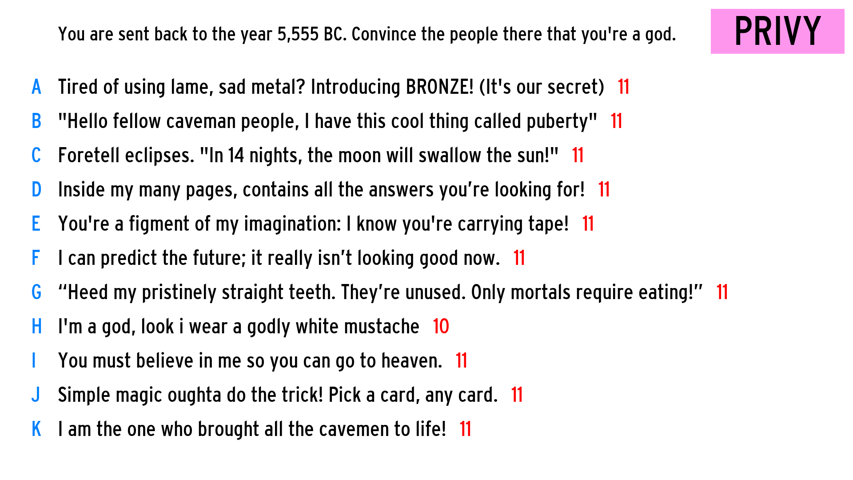 You are sent back to the year 5,555 BC. Convince the people there that you're a god.
PRIVY
A Tired of using lame, sad metal? Introducing BRONZE! (It's our secret) 11
B "Hello fellow caveman people, I have this cool thing called puberty" 11
C Foretell eclipses. "In 14 nights, the moon will swallow the sun!" 11
D Inside my many pages, contains all the answers you’re looking for! 11
E You're a figment of my imagination: I know you're carrying tape! 11
F I can predict the future; it really isn’t looking good now. 11
G “Heed my pristinely straight teeth. They’re unused. Only mortals require eating!” 11
H I'm a god, look i wear a godly white mustache 10
I You must believe in me so you can go to heaven. 11
J Simple magic oughta do the trick! Pick a card, any card. 11
K I am the one who brought all the cavemen to life! 11